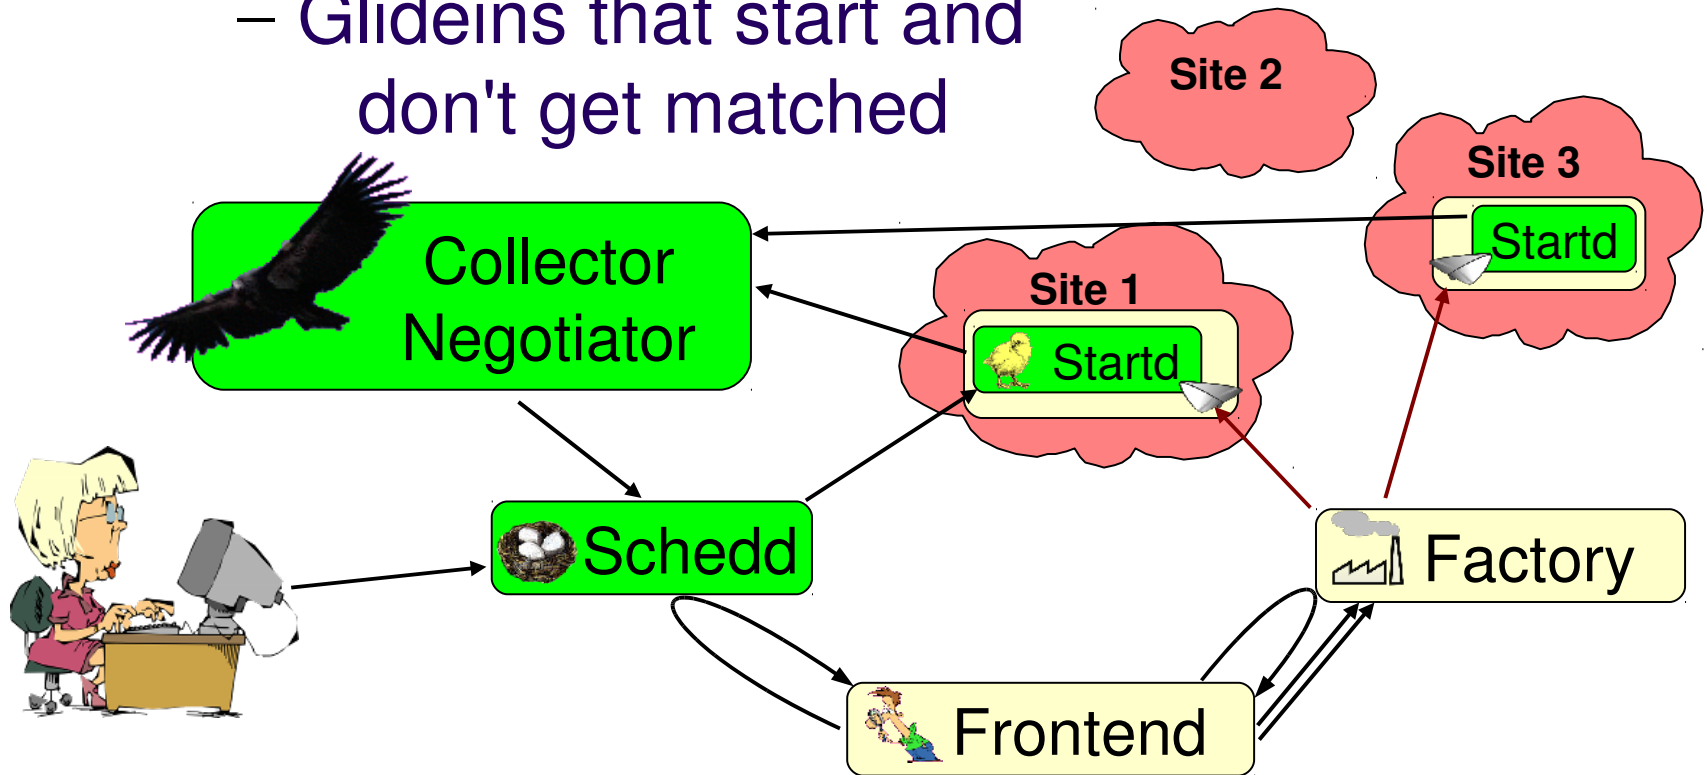 – Glideins that start and
don't get matched
Site 2
Site 3
Startd
Collector
Negotiator
Site 1
Startd
Schedd
Factory
Frontend